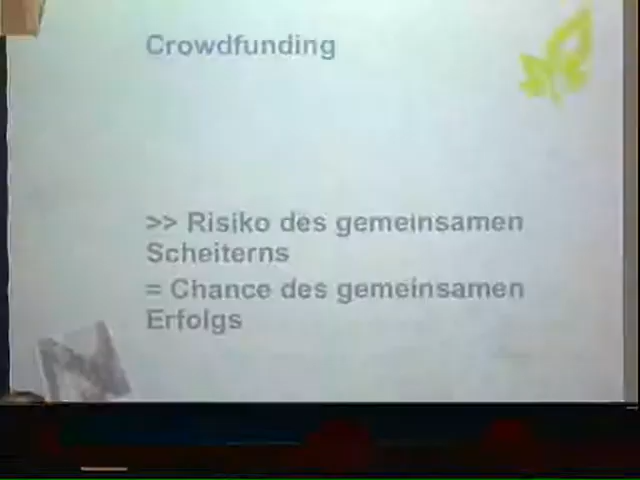 Crowdfunding
>> Risiko des gemeinsamen
Scheiterns
= Chance des gemeinsamen
Erfolgs
N